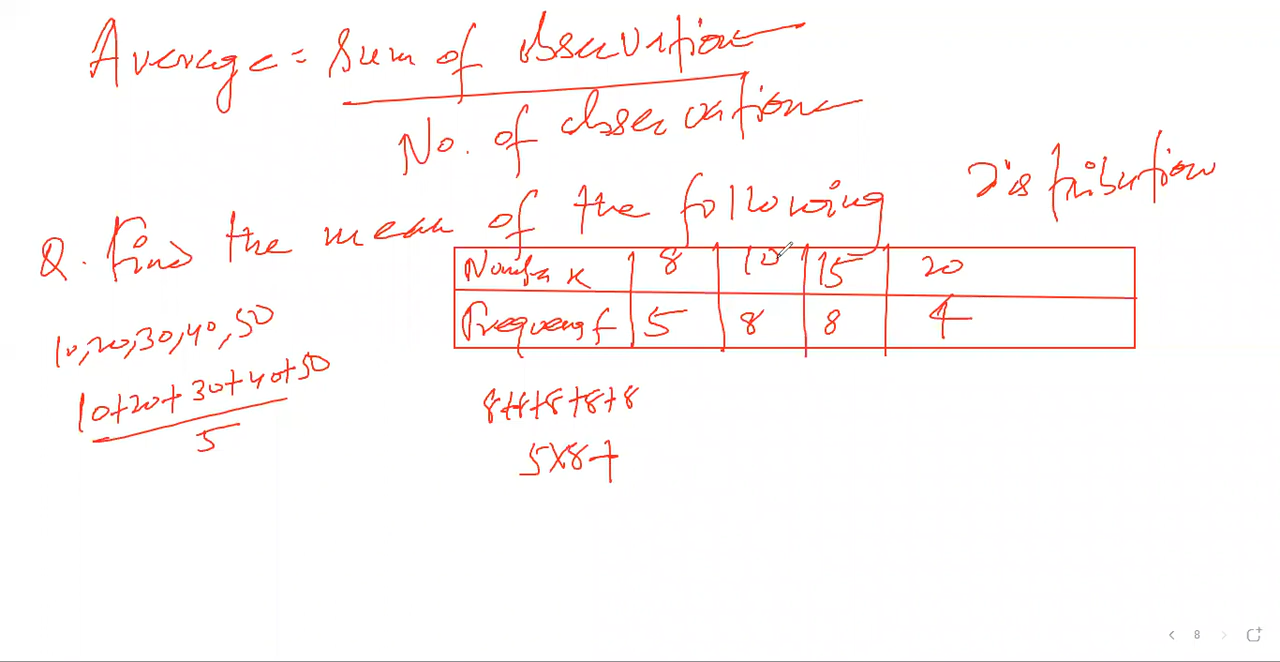 Average = Sum of observation
No. of observation
Q. Find the mean of the following Distribution
Number x 8 10 15 20
Frequency f 5 8 8 4
10,20,30,40,50
10+20+30+40+50
5
8+8+8+8+8
5×8+
8